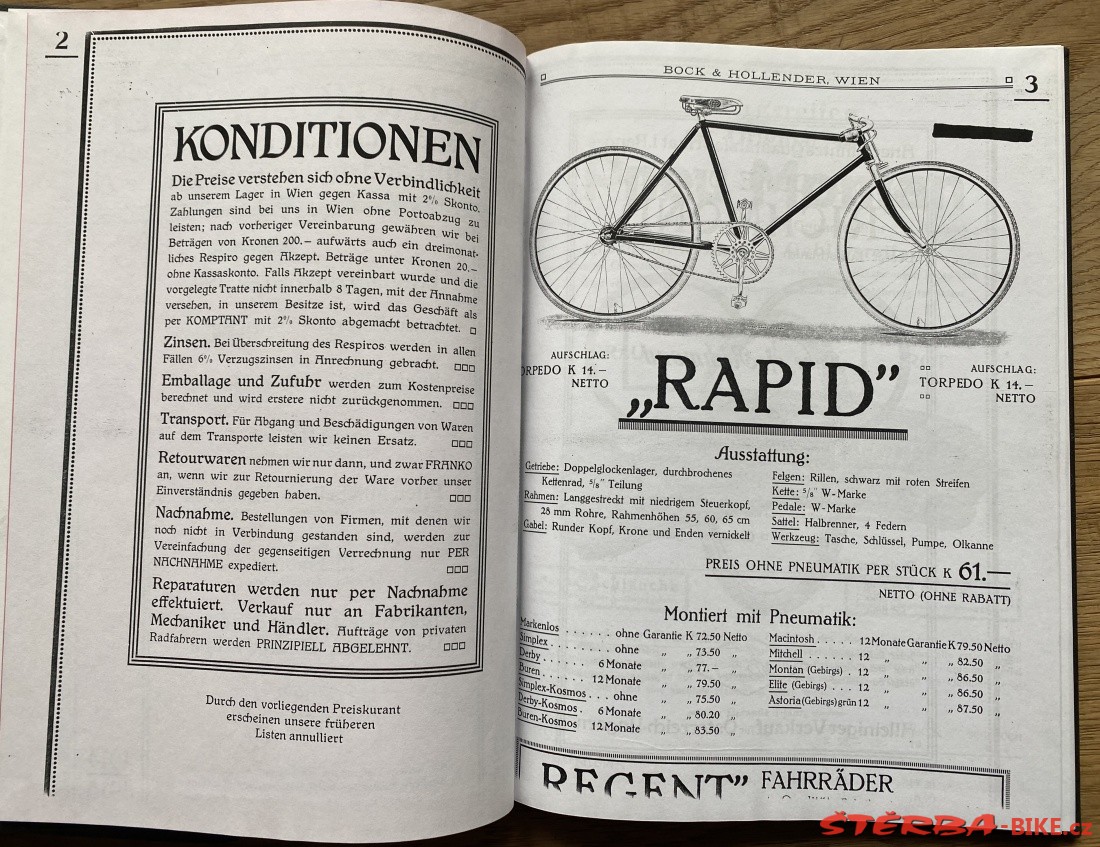 2
KONDITIONEN
Die Preise verstehen sich ohne Verbindlichkeit
ab unserem Lager in Wien gegen Kassa mit 2% Skonto.
Zahlungen sind bei uns in Wien ohne Portoabzug zu
leisten; nach vorheriger Vereinbarung gewähren wir bei
Beträgen von Kronen 200.– aufwärts auch ein dreimonat-
liches Respiro gegen Akzept. Beträge unter Kronen 20.–
ohne Kassaskonto. Falls Akzept vereinbart wurde und die
vorgelegte Tratte nicht innerhalb 8 Tagen, mit der Annahme
versehen, in unserem Besitze ist, wird das Geschäft als
per KOMPTANT mit 2% Skonto abgemacht betrachtet.
Zinsen. Bei Überschreitung des Respiros werden in allen
Fällen 6% Verzugszinsen in Anrechnung gebracht.
Emballage und Zufuhr werden zum Kostenpreise
berechnet und wird erstere nicht zurückgenommen.
Transport. Für Abgang und Beschädigungen von Waren
auf dem Transporte leisten wir keinen Ersatz.
Retourwaren nehmen wir nur dann, und zwar FRANKO
an, wenn wir zur Retournierung der Ware vorher unser
Einverständnis gegeben haben.
Nachnahme. Bestellungen von Firmen, mit denen wir
noch nicht in Verbindung gestanden sind, werden zur
Vereinfachung der gegenseitigen Verrechnung nur PER
NACHNAHME expediert.
Reparaturen werden nur per Nachnahme
effektuiert. Verkauf nur an Fabrikanten,
Mechaniker und Händler. Aufträge von privaten
Radfahrern werden PRINZIPIELL ABGELEHNT.
Durch den vorliegenden Preiskurant
erscheinen unsere früheren
Listen annulliert
BOCK & HOLLENDER, WIEN
3
AUFSCHLAG:
ORPEDO K 14.–
NETTO
„RAPID”
AUFSCHLAG:
TORPEDO K 14.–
NETTO
Ausstattung:
Getriebe: Doppelglockenlager, durchbrochenes
Kettenrad, 5/8" Teilung
Rahmen: Langgestreckt mit niedrigem Steuerkopf,
28 mm Rohre, Rahmenhöhen 55, 60, 65 cm
Gabel: Runder Kopf, Krone und Enden vernickelt
Felgen: Rillen, schwarz mit roten Streifen
Kette: 5/8" W-Marke
Pedale: W-Marke
Sattel: Halbrenner, 4 Federn
Werkzeug: Tasche, Schlüssel, Pumpe, Olkanne
PREIS OHNE PNEUMATIK PER STÜCK K 61.—
NETTO (OHNE RABATT)
Montiert mit Pneumatik:
Markenlos . . . . . . ohne Garantie K 72.50 Netto
Simplex . . . . . . . ohne „ „ 73.50 „
Derby . . . . . . 6 Monate „ „ 77.– „
Buren . . . . . . 12 Monate „ „ 79.50 „
Simplex-Kosmos . . . ohne „ „ 75.50 „
Derby-Kosmos . 6 Monate „ „ 80.20 „
Buren-Kosmos 12 Monate „ „ 83.50 „
Macintosh . . . . . 12 Monate Garantie K 79.50 Netto
Mitchell . . . . . . 12 „ „ „ 82.50 „
Montan (Gebirgs) . 12 „ „ „ 86.50 „
Elite (Gebirgs) . . . 12 „ „ „ 86.50 „
Astoria (Gebirgs) grün 12 „ „ „ 87.50 „
REGENT” FAHRRÄDER
ŠTĚRBA-BIKE.cz